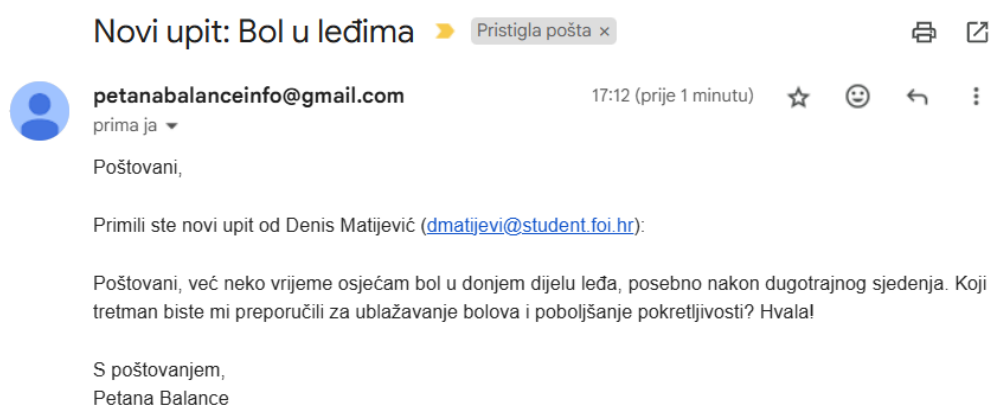 Novi upit: Bol u leđima
Pristigla pošta ×
petanabalanceinfo@gmail.com
17:12 (prije 1 minutu)
prima ja
Poštovani,
Primili ste novi upit od Denis Matijević (dmatijevi@student.foi.hr):
Poštovani, već neko vrijeme osjećam bol u donjem dijelu leđa, posebno nakon dugotrajnog sjedenja. Koji
tretman biste mi preporučili za ublažavanje bolova i poboljšanje pokretljivosti? Hvala!
S poštovanjem,
Petana Balance